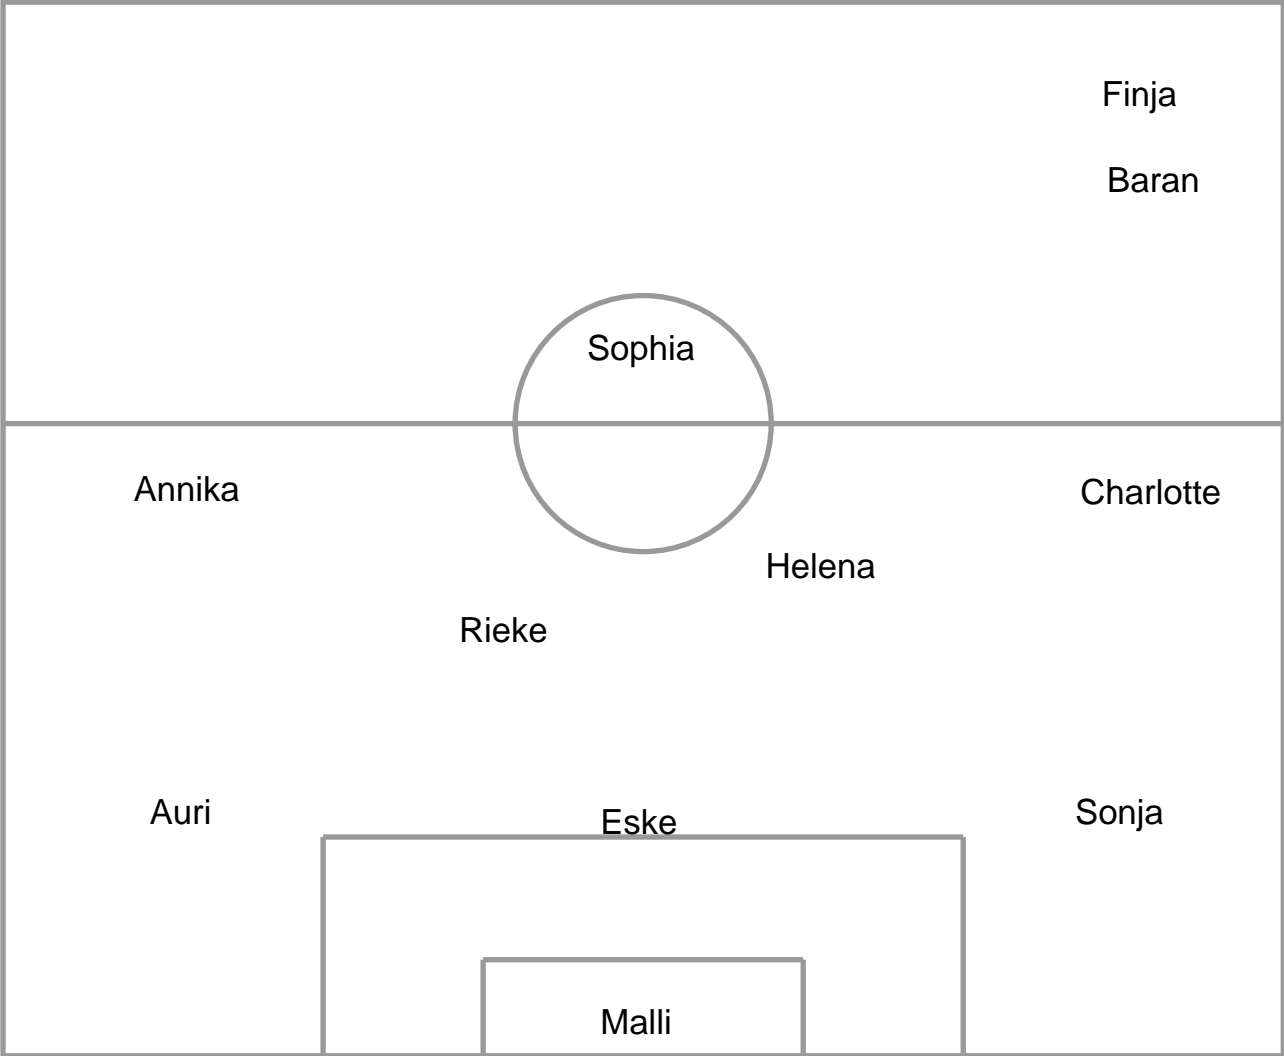 Finja
Baran
Sophia
Annika
Charlotte
Helena
Rieke
Auri
Eske
Sonja
Malli